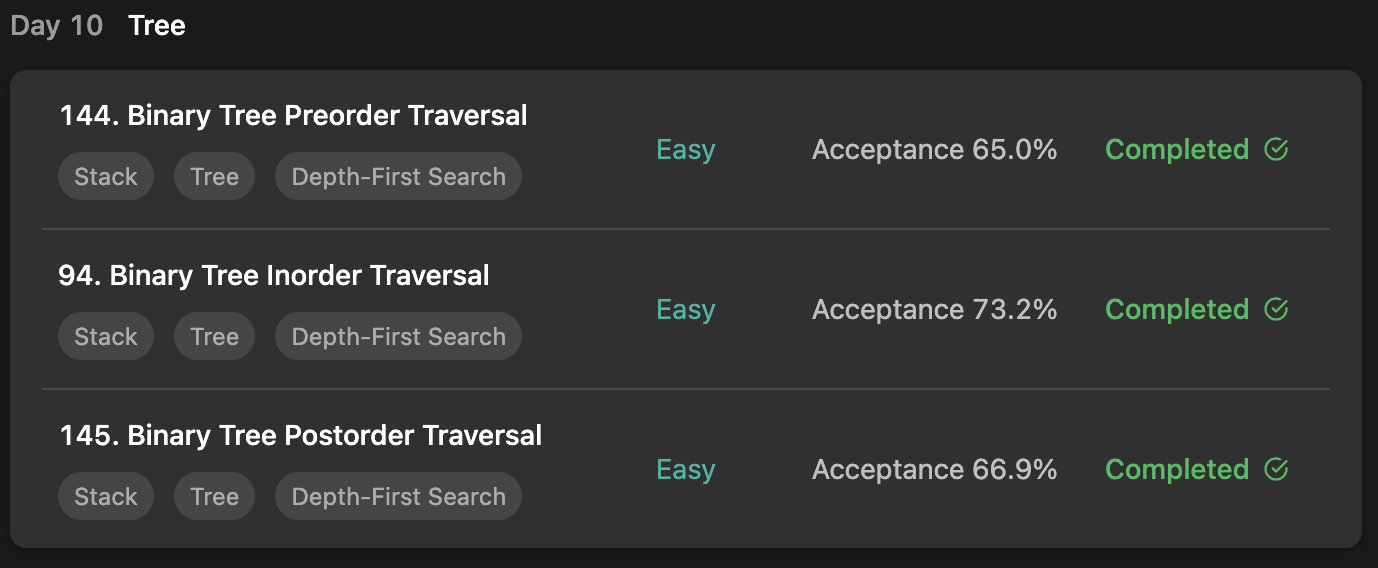 Day 10 Tree
144. Binary Tree Preorder Traversal
Stack Tree Depth-First Search
Easy Acceptance 65.0% Completed
94. Binary Tree Inorder Traversal
Stack Tree Depth-First Search
Easy Acceptance 73.2% Completed
145. Binary Tree Postorder Traversal
Stack Tree Depth-First Search
Easy Acceptance 66.9% Completed